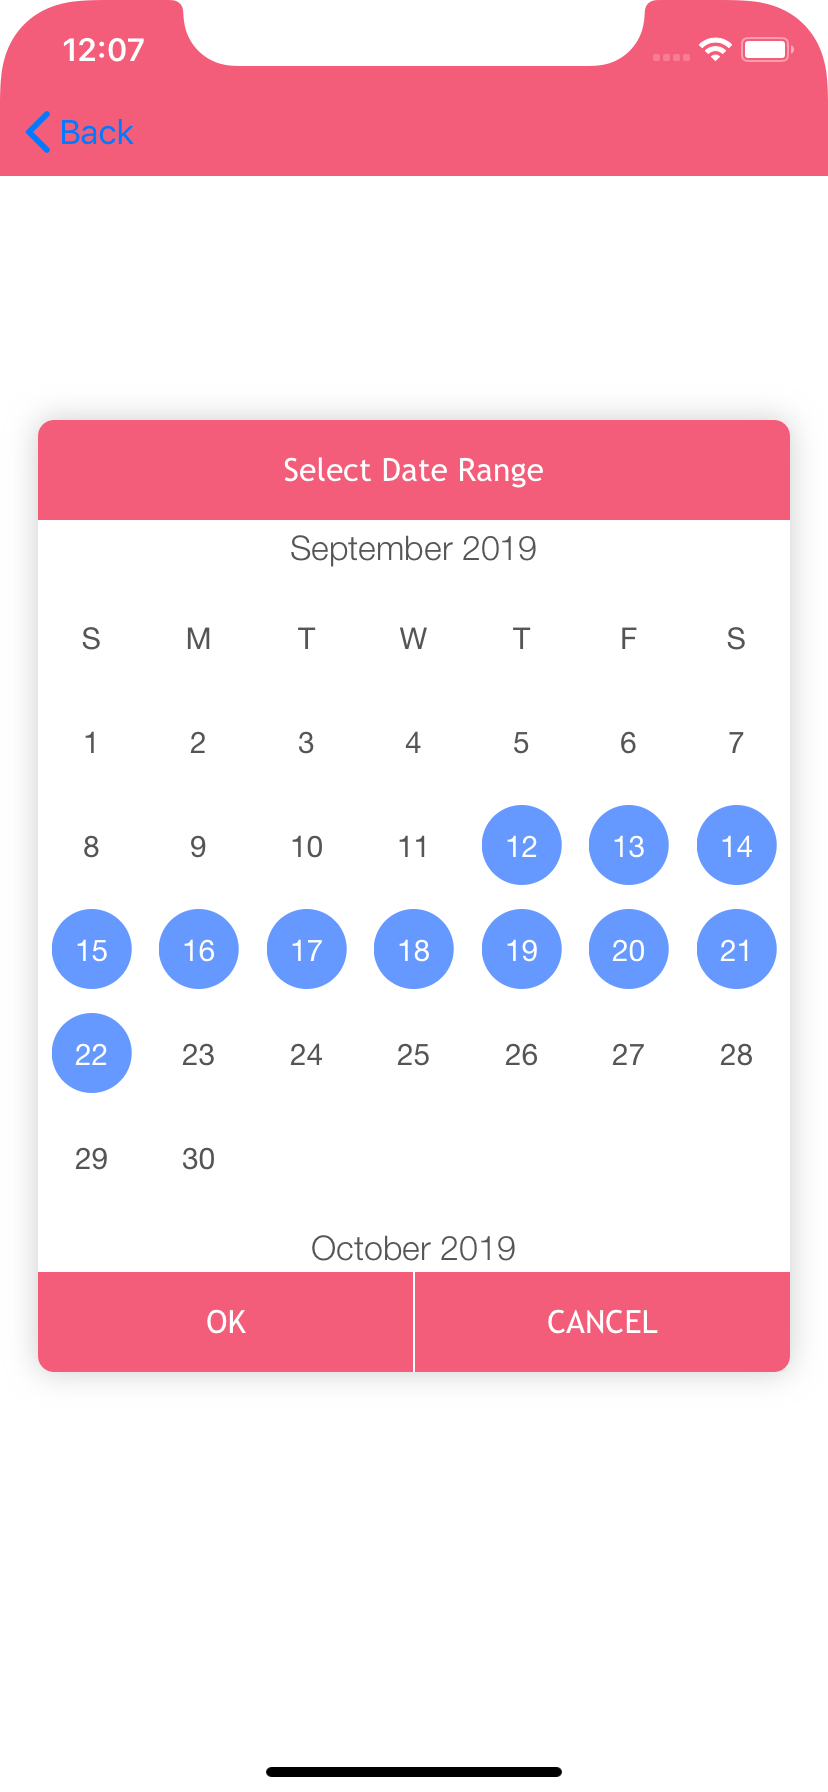 12:07
Back
Select Date Range
September 2019
S M T W T F S
1 2 3 4 5 6 7
8 9 10 11 12 13 14
15 16 17 18 19 20 21
22 23 24 25 26 27 28
29 30
October 2019
OK CANCEL